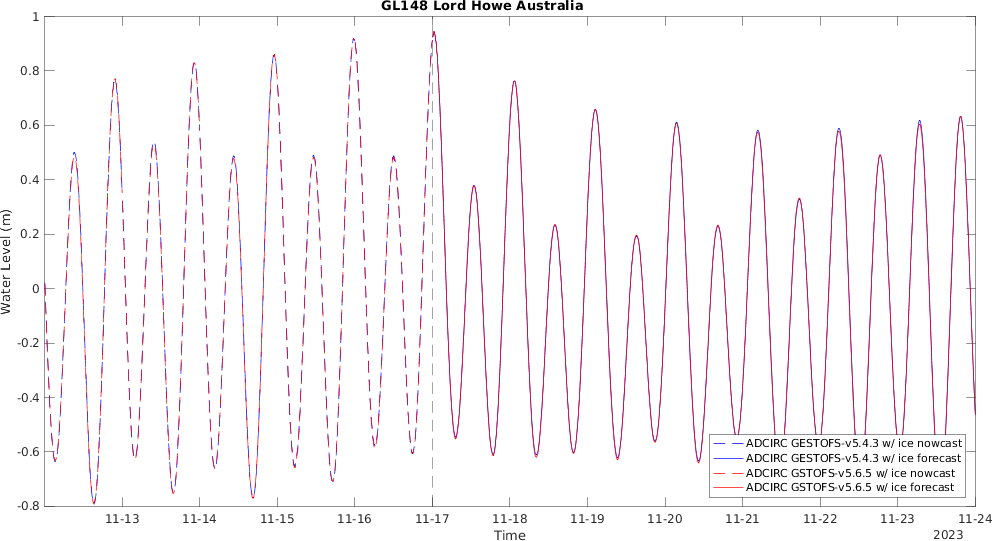 GL148 Lord Howe Australia
1
0.8
0.6
0.4
0.2
0
-0.2
-0.4
-0.6
-0.8
Water Level (m)
ADCIRC GESTOFS-v5.4.3 w/ ice nowcast
ADCIRC GESTOFS-v5.4.3 w/ ice forecast
ADCIRC GSTOFS-v5.6.5 w/ ice nowcast
ADCIRC GSTOFS-v5.6.5 w/ ice forecast
11-13 11-14 11-15 11-16 11-17 11-18 11-19 11-20 11-21 11-22 11-23 11-24
Time
2023